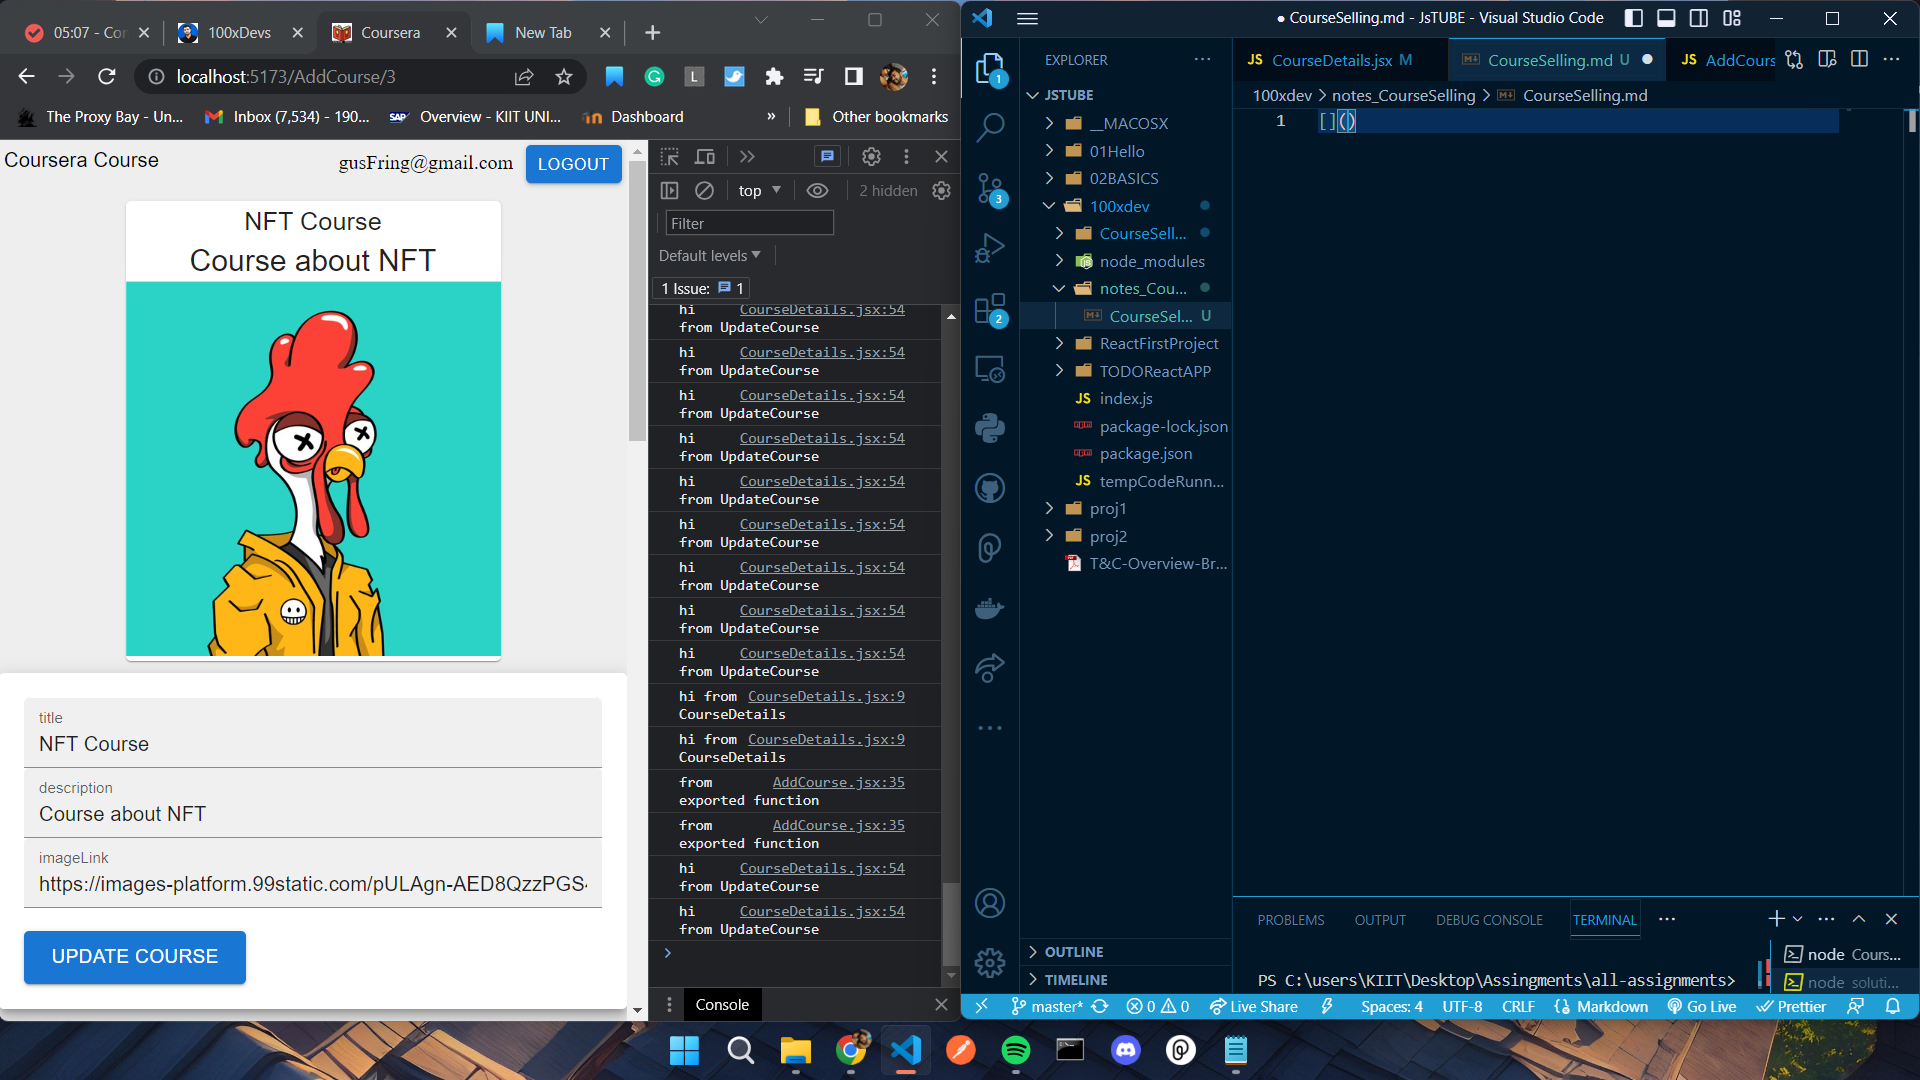 05:07 - Cor
100xDevs
Coursera
New Tab
localhost:5173/AddCourse/3
The Proxy Bay - Un...
Inbox (7,534) - 190...
SAP
Overview - KIIT UNI...
Dashboard
»
Other bookmarks
Coursera Course
gusFring@gmail.com
LOGOUT
NFT Course
Course about NFT
title
NFT Course
description
Course about NFT
imageLink
https://images-platform.99static.com/pULAgn-AED8QzzPGS4
UPDATE COURSE
top
2 hidden
Filter
Default levels
1 Issue: 1
hi CourseDetails.jsx:54
from UpdateCourse
hi CourseDetails.jsx:54
from UpdateCourse
hi CourseDetails.jsx:54
from UpdateCourse
hi CourseDetails.jsx:54
from UpdateCourse
hi CourseDetails.jsx:54
from UpdateCourse
hi CourseDetails.jsx:54
from UpdateCourse
hi CourseDetails.jsx:54
from UpdateCourse
hi CourseDetails.jsx:54
from UpdateCourse
hi CourseDetails.jsx:54
from UpdateCourse
hi from CourseDetails.jsx:9
CourseDetails
hi from CourseDetails.jsx:9
CourseDetails
from AddCourse.jsx:35
exported function
from AddCourse.jsx:35
exported function
hi CourseDetails.jsx:54
from UpdateCourse
hi CourseDetails.jsx:54
from UpdateCourse
Console
● CourseSelling.md - JsTUBE - Visual Studio Code
EXPLORER
JSTUBE
__MACOSX
01Hello
02BASICS
100xdev
CourseSell...
node_modules
notes_Cou...
CourseSel... U
ReactFirstProject
TODOReactAPP
JS index.js
package-lock.json
package.json
JS tempCodeRunn...
proj1
proj2
T&C-Overview-Br...
OUTLINE
TIMELINE
1
3
2
JS CourseDetails.jsx M
CourseSelling.md U
JS AddCours
100xdev > notes_CourseSelling > CourseSelling.md
1 []()
PROBLEMS
OUTPUT
DEBUG CONSOLE
TERMINAL
PS C:\users\KIIT\Desktop\Assingments\all-assignments>
node Cours...
node soluti...
master*
0 0
Live Share
Spaces: 4
UTF-8
CRLF
Markdown
Go Live
Prettier